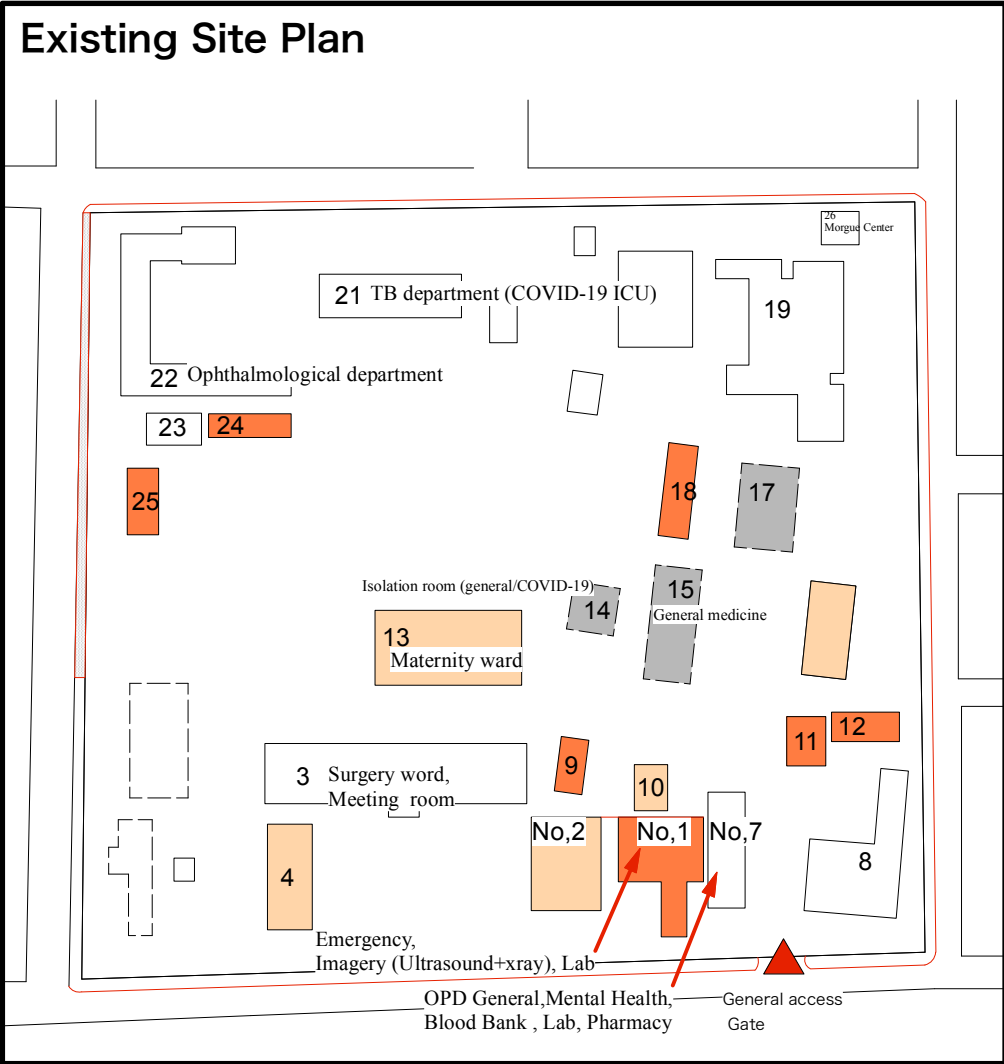 Existing Site Plan
26
Morgue Center
21 TB department (COVID-19 ICU)
19
22 Ophthalmological department
23
24
25
18
17
Isolation room (general/COVID-19)
14
15
General medicine
13
Maternity ward
11
12
9
10
3 Surgery word,
Meeting room
No,2
No,1
No,7
4
8
Emergency,
Imagery (Ultrasound+xray), Lab
OPD General,Mental Health,
Blood Bank , Lab, Pharmacy
General access
Gate